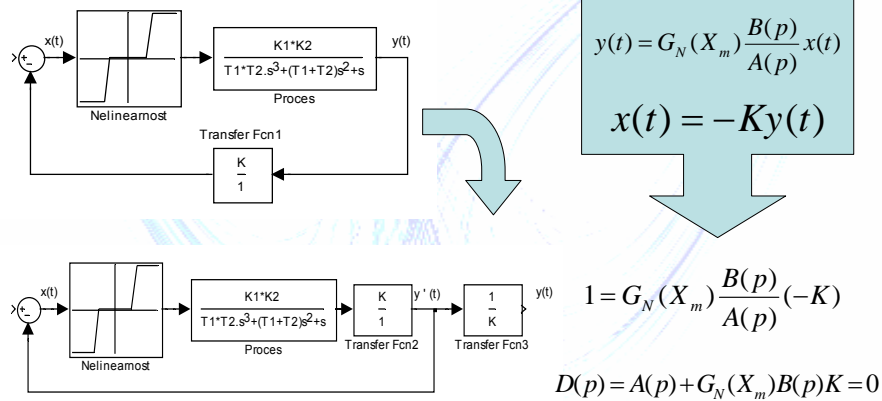 x(t)
y(t)
K1*K2
T1*T2.s^3+(T1+T2)s^2+s
Nelinearnost
Proces
Transfer Fcn1
K
1
y(t) = G_N(X_m) B(p)/A(p) x(t)
x(t) = −Ky(t)
x(t)
K1*K2
T1*T2.s^3+(T1+T2)s^2+s
K
1
y ' (t)
1
K
y(t)
Nelinearnost
Proces
Transfer Fcn2
Transfer Fcn3
1 = G_N(X_m) B(p)/A(p) (−K)
D(p) = A(p) + G_N(X_m)B(p)K = 0